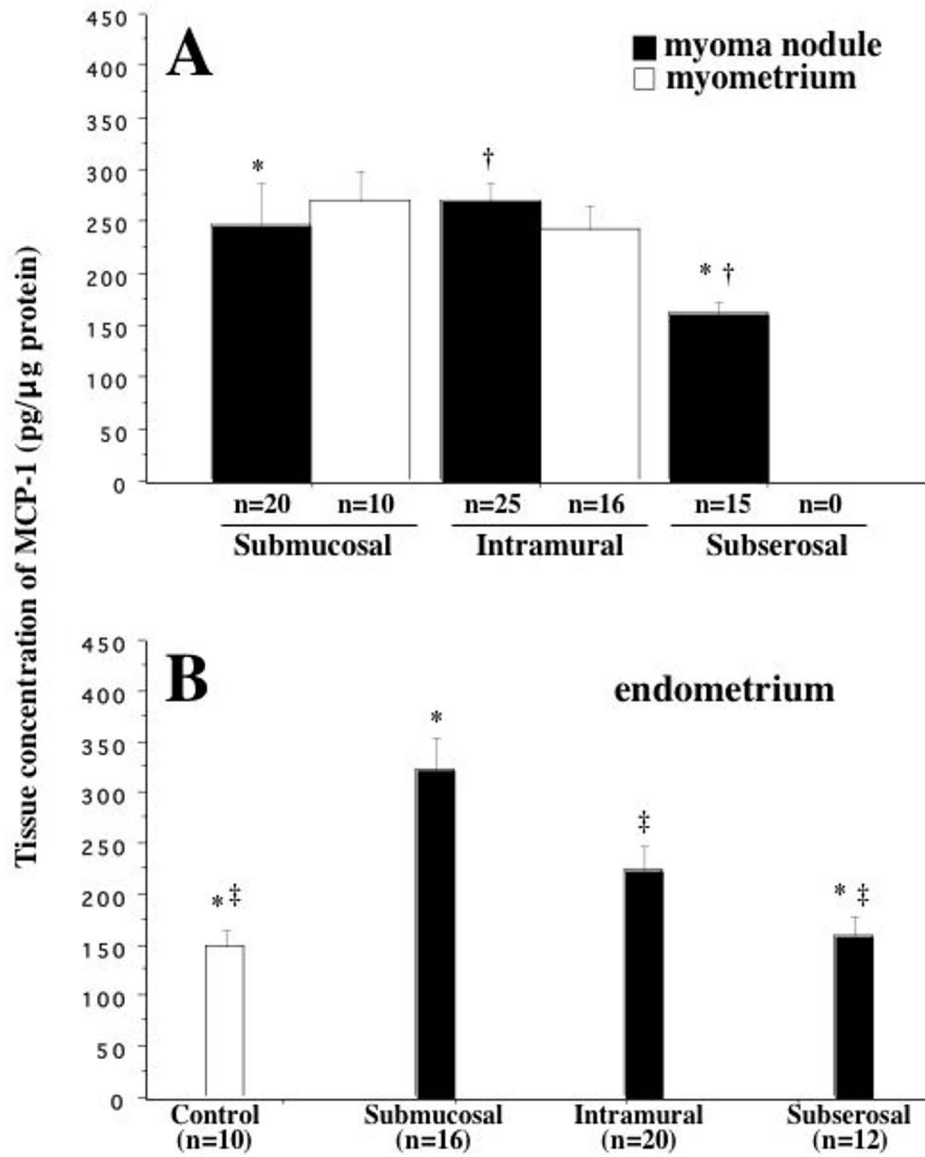 Tissue concentration of MCP-1 (pg/µg protein)
A
myoma nodule
myometrium
450
400
350
300
250
200
150
100
50
0
*
†
* †
n=20 n=10 n=25 n=16 n=15 n=0
Submucosal Intramural Subserosal
B
endometrium
450
400
350
300
250
200
150
100
50
0
* ‡
*
‡
* ‡
Control Submucosal Intramural Subserosal
(n=10) (n=16) (n=20) (n=12)